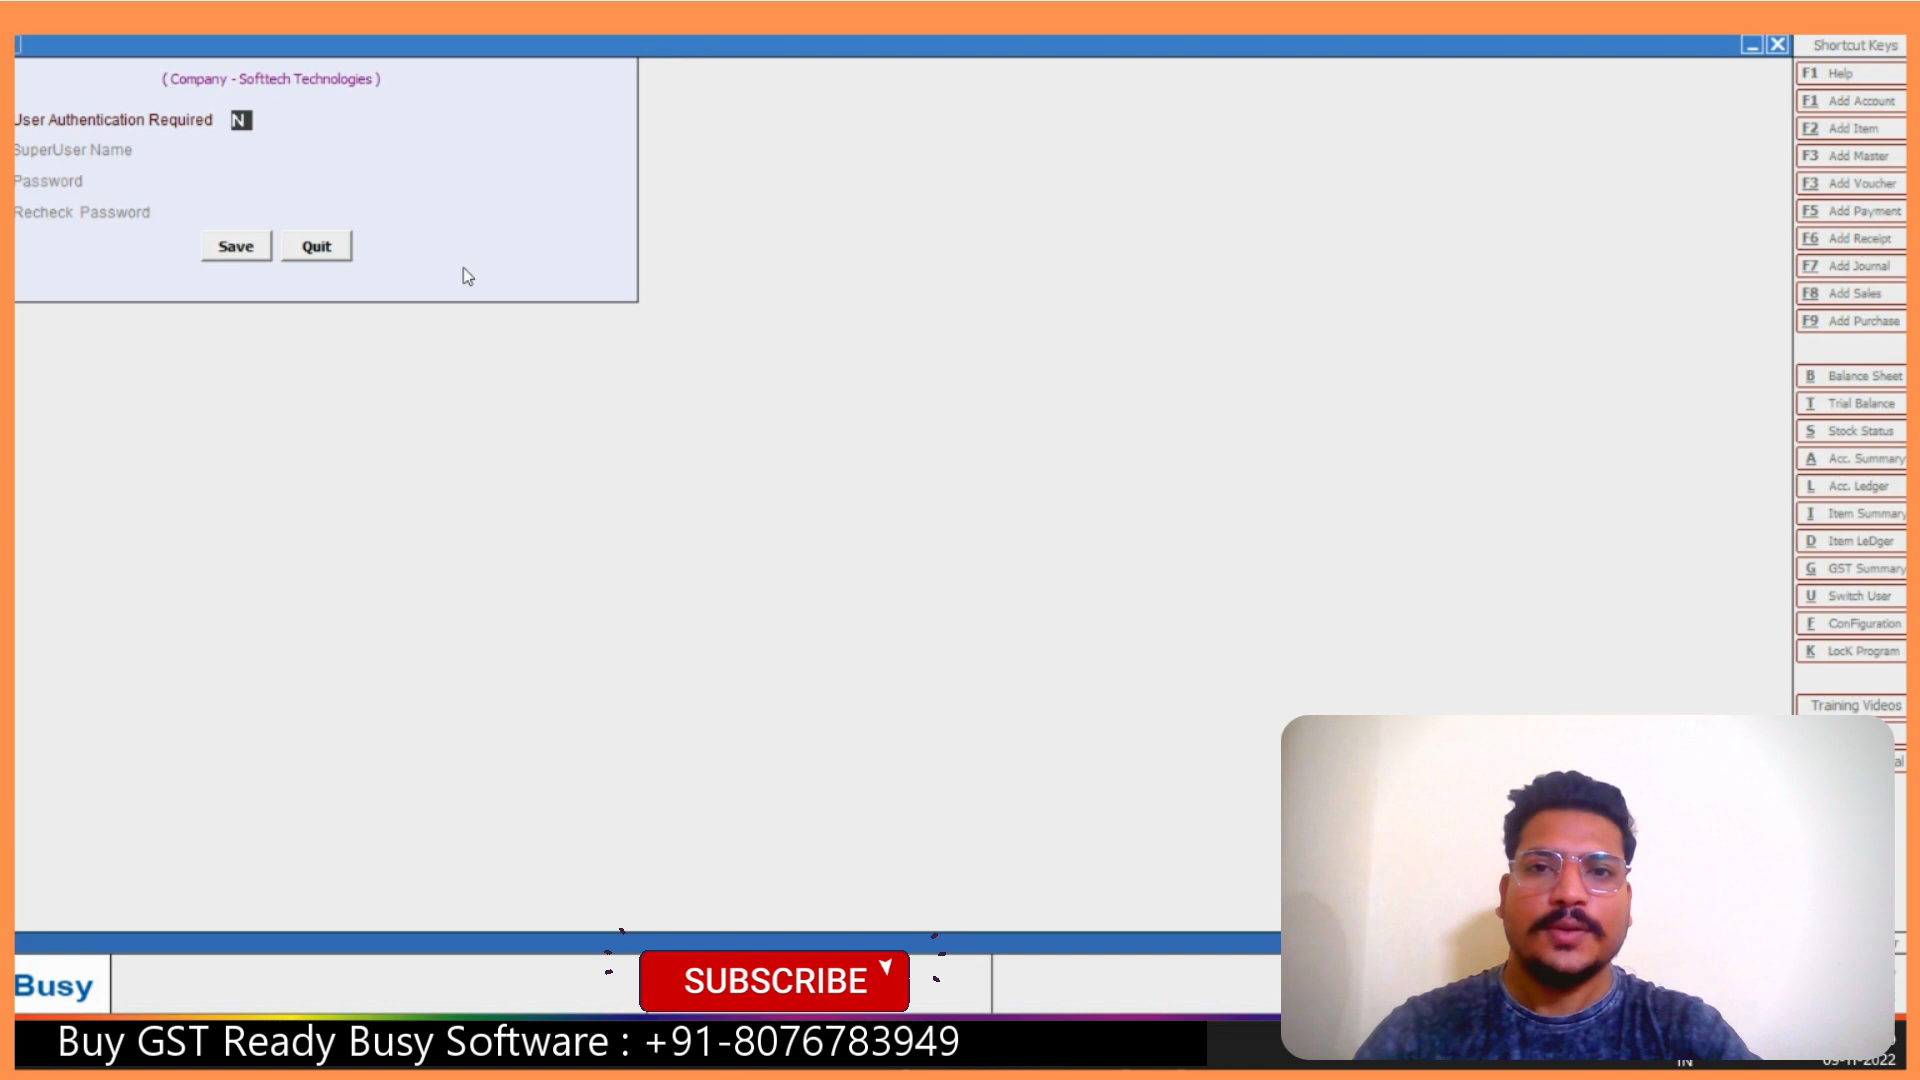 Shortcut Keys
( Company - Softtech Technologies )
User Authentication Required N
SuperUser Name
Password
Recheck Password
Save Quit
F1 Help
F1 Add Account
F2 Add Item
F3 Add Master
F3 Add Voucher
F5 Add Payment
F6 Add Receipt
F7 Add Journal
F8 Add Sales
F9 Add Purchase
B Balance Sheet
T Trial Balance
S Stock Status
A Acc. Summary
L Acc. Ledger
I Item Summary
D Item LeDger
G GST Summary
U Switch User
F ConFiguration
K LocK Program
Training Videos
Busy
SUBSCRIBE
Buy GST Ready Busy Software : +91-8076783949